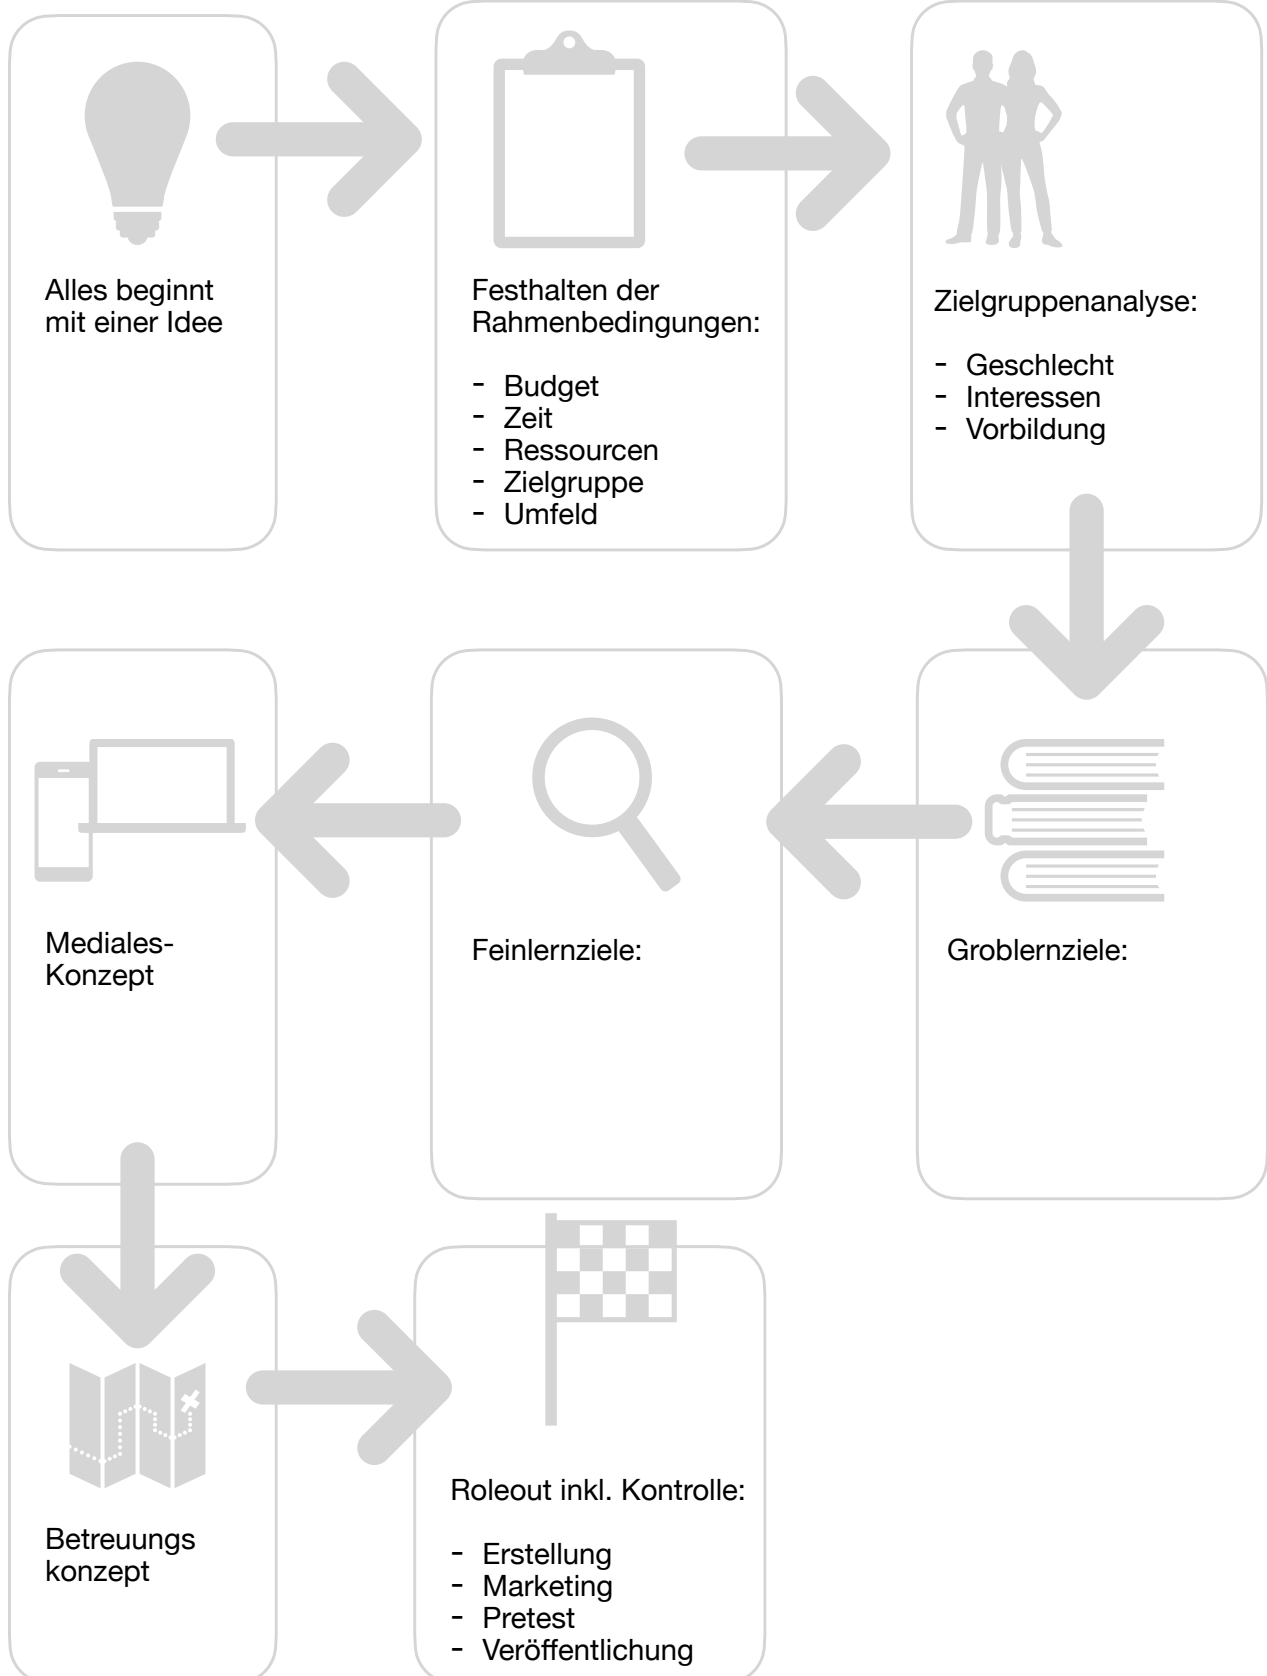 Alles beginnt
mit einer Idee
Festhalten der
Rahmenbedingungen:
- Budget
- Zeit
- Ressourcen
- Zielgruppe
- Umfeld
Zielgruppenanalyse:
- Geschlecht
- Interessen
- Vorbildung
Groblernziele:
Feinlernziele:
Mediales-
Konzept
Betreuungs
konzept
Roleout inkl. Kontrolle:
- Erstellung
- Marketing
- Pretest
- Veröffentlichung